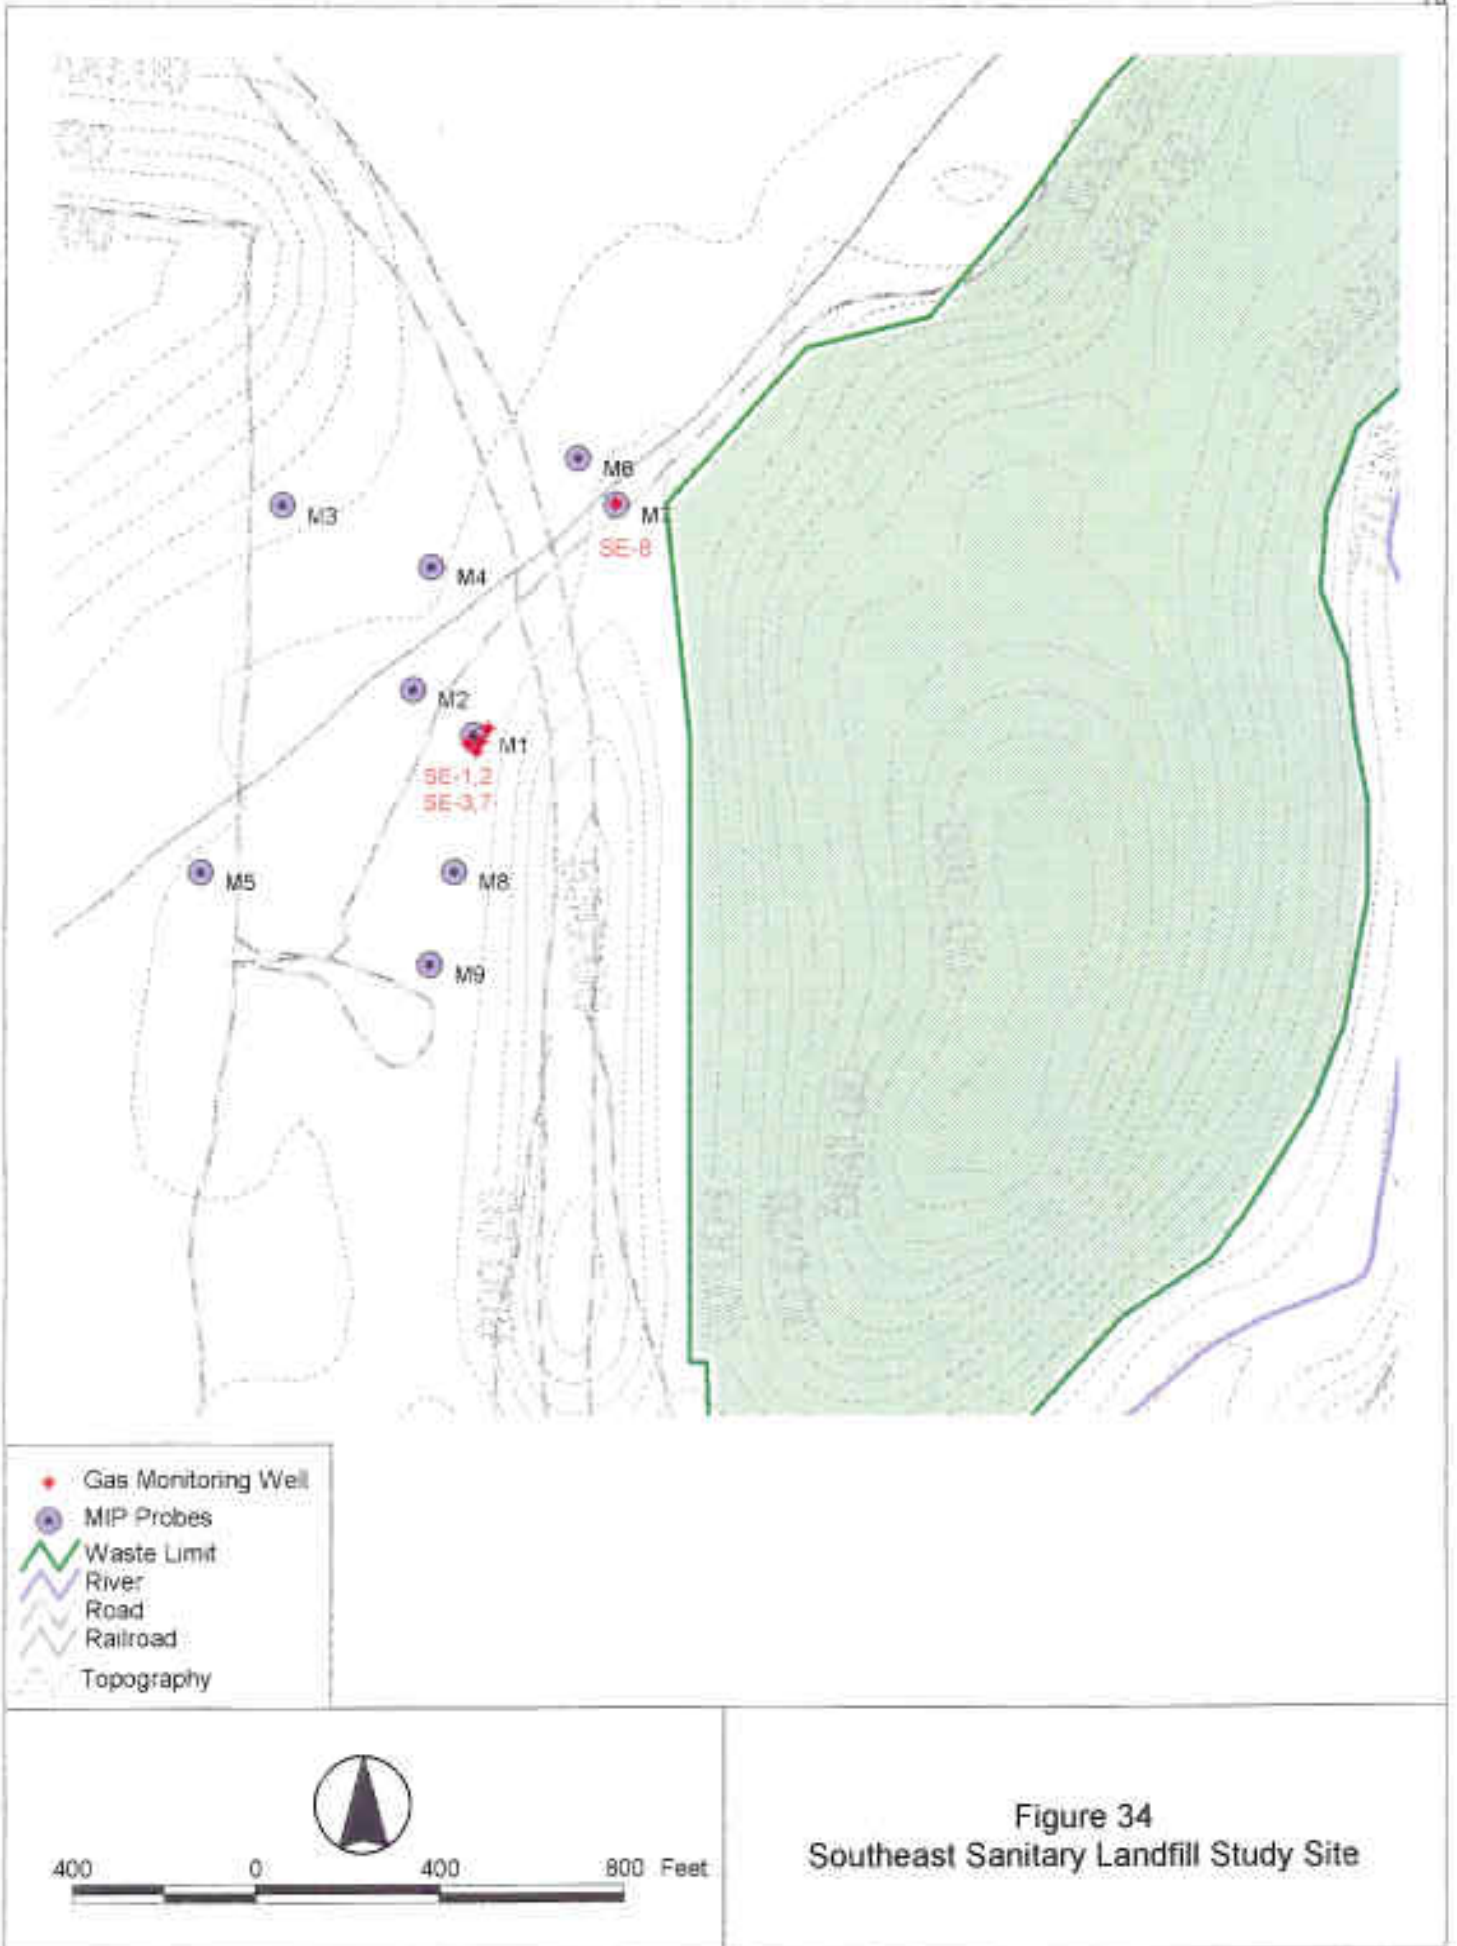 M6
M3
SE-8
M4
M2
M1
SE-1,2
SE-3,7
M5
M8
M9
Gas Monitoring Well
MIP Probes
Waste Limit
River
Road
Railroad
Topography
400 0 400 800 Feet
Figure 34
Southeast Sanitary Landfill Study Site